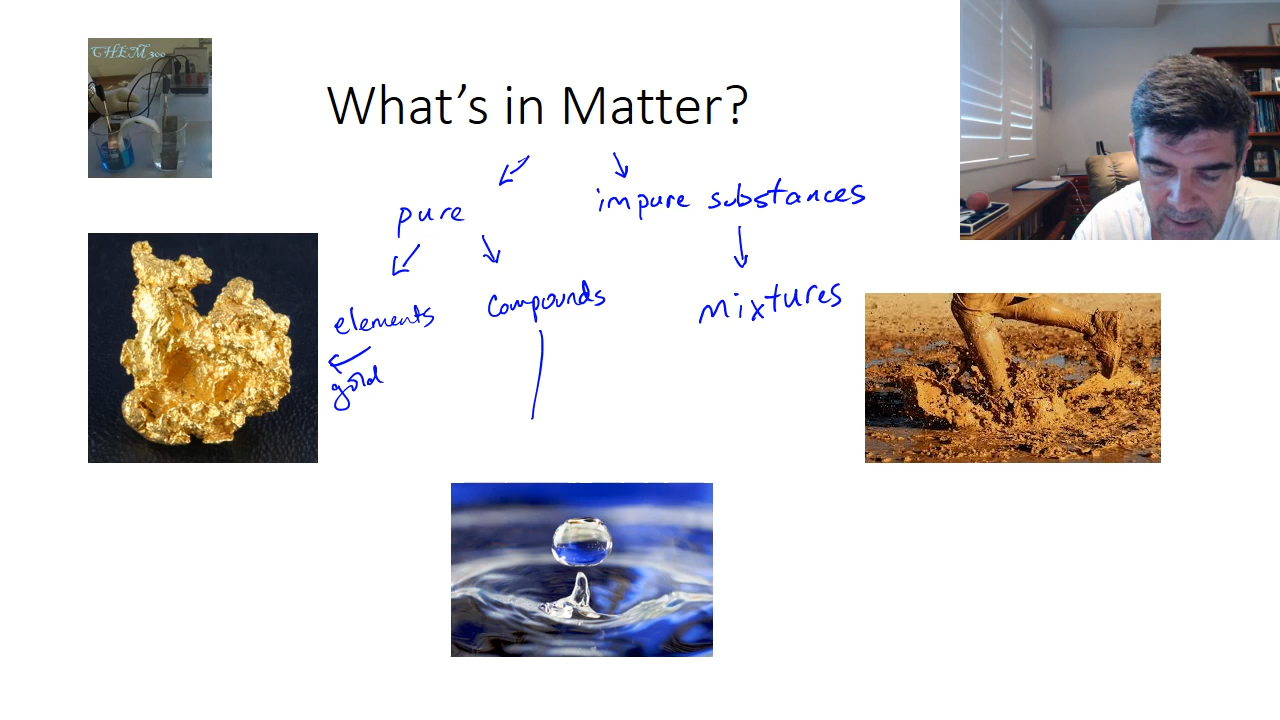 CHEM 300
What's in Matter?
pure
impure substances
elements
compounds
mixtures
gold